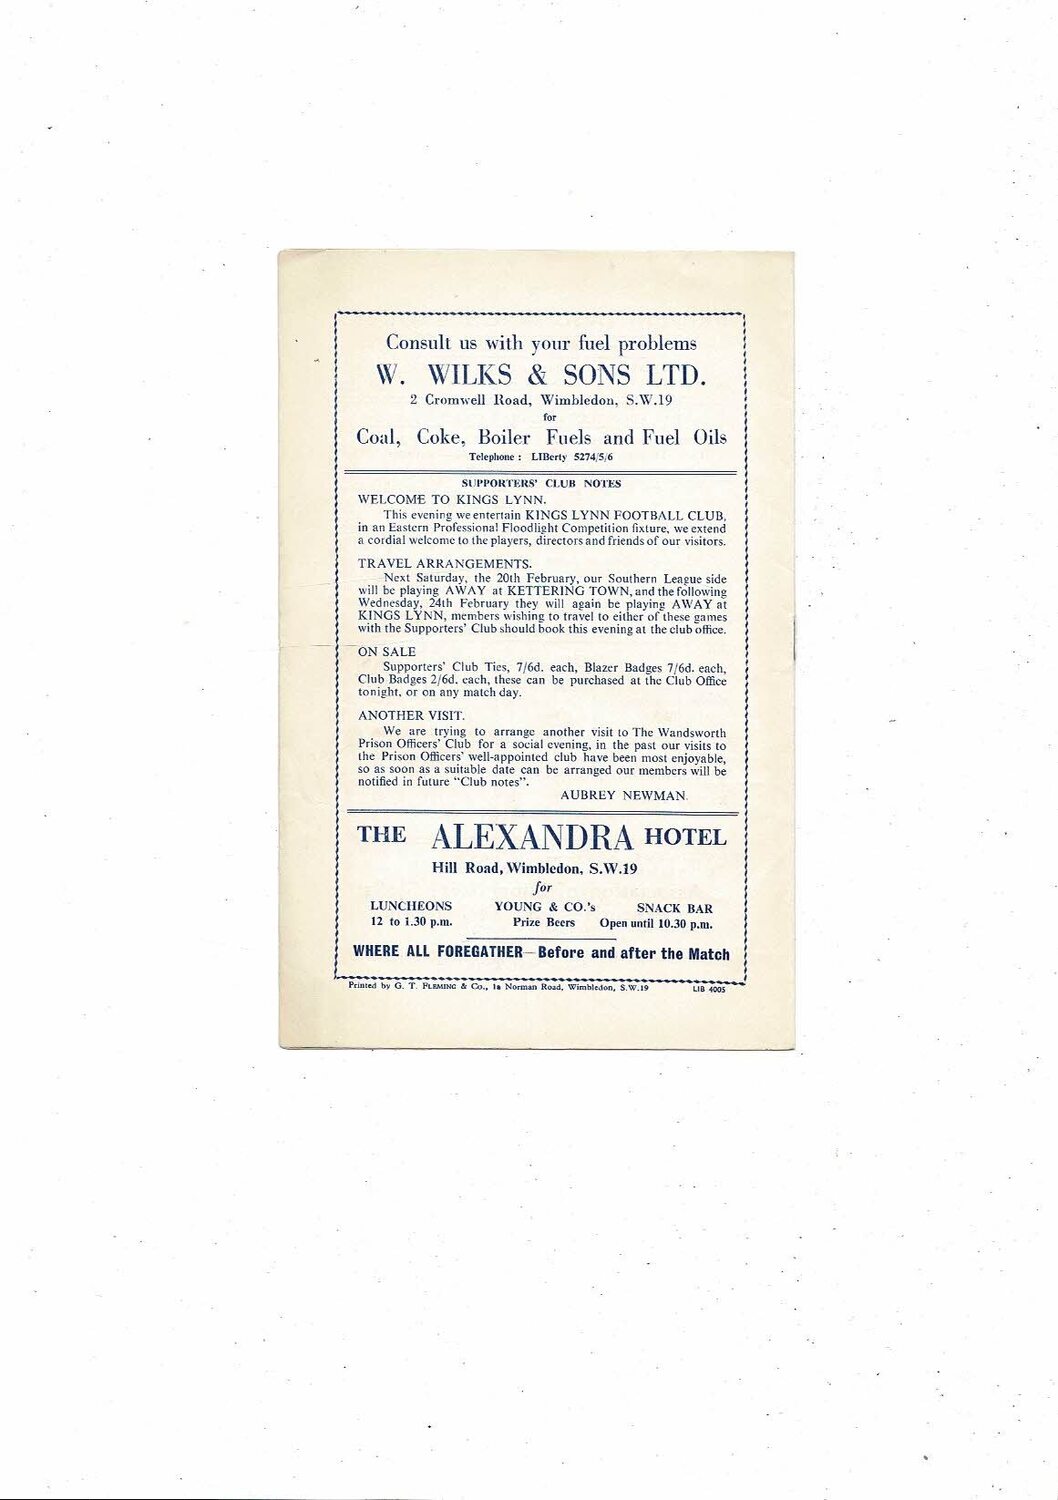 Consult us with your fuel problems
W. WILKS & SONS LTD.
2 Cromwell Road, Wimbledon, S.W.19
for
Coal, Coke, Boiler Fuels and Fuel Oils
Telephone : LIBerty 5274/5/6
SUPPORTERS' CLUB NOTES
WELCOME TO KINGS LYNN.
This evening we entertain KINGS LYNN FOOTBALL CLUB,
in an Eastern Professional Floodlight Competition fixture, we extend
a cordial welcome to the players, directors and friends of our visitors.
TRAVEL ARRANGEMENTS.
Next Saturday, the 20th February, our Southern League side
will be playing AWAY at KETTERING TOWN, and the following
Wednesday, 24th February they will again be playing AWAY at
KINGS LYNN, members wishing to travel to either of these games
with the Supporters' Club should book this evening at the club office.
ON SALE
Supporters' Club Ties, 7/6d. each, Blazer Badges 7/6d. each,
Club Badges 2/6d. each, these can be purchased at the Club Office
tonight, or on any match day.
ANOTHER VISIT.
We are trying to arrange another visit to The Wandsworth
Prison Officers' Club for a social evening, in the past our visits to
the Prison Officers' well-appointed club have been most enjoyable,
so as soon as a suitable date can be arranged our members will be
notified in future "Club notes".
AUBREY NEWMAN.
THE ALEXANDRA HOTEL
Hill Road, Wimbledon, S.W.19
for
LUNCHEONS YOUNG & CO.'s SNACK BAR
12 to 1.30 p.m. Prize Beers Open until 10.30 p.m.
WHERE ALL FOREGATHER—Before and after the Match
Printed by G. T. FLEMING & Co., 1a Norman Road, Wimbledon, S.W.19 LIB 4005